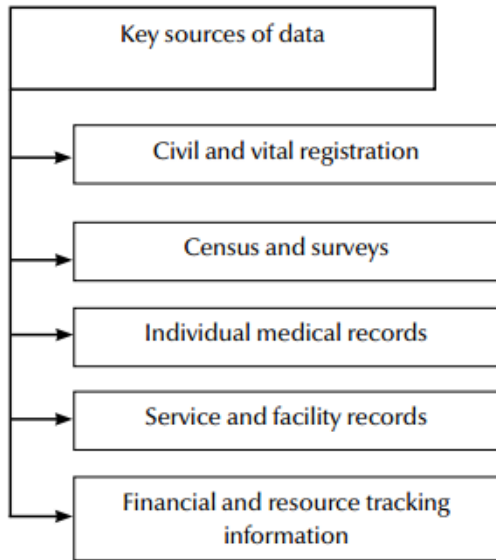 Key sources of data
Civil and vital registration
Census and surveys
Individual medical records
Service and facility records
Financial and resource tracking
information